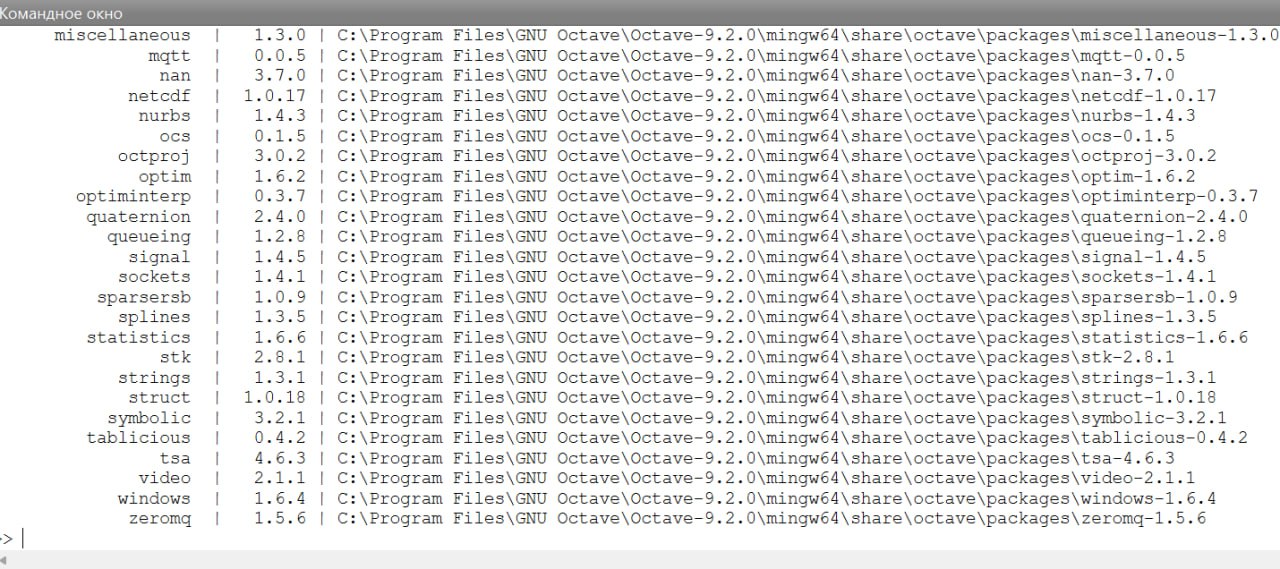 Командное окно
miscellaneous | 1.3.0 | C:\Program Files\GNU Octave\Octave-9.2.0\mingw64\share\octave\packages\miscellaneous-1.3.0
mqtt | 0.0.5 | C:\Program Files\GNU Octave\Octave-9.2.0\mingw64\share\octave\packages\mqtt-0.0.5
nan | 3.7.0 | C:\Program Files\GNU Octave\Octave-9.2.0\mingw64\share\octave\packages\nan-3.7.0
netcdf | 1.0.17 | C:\Program Files\GNU Octave\Octave-9.2.0\mingw64\share\octave\packages\netcdf-1.0.17
nurbs | 1.4.3 | C:\Program Files\GNU Octave\Octave-9.2.0\mingw64\share\octave\packages\nurbs-1.4.3
ocs | 0.1.5 | C:\Program Files\GNU Octave\Octave-9.2.0\mingw64\share\octave\packages\ocs-0.1.5
octproj | 3.0.2 | C:\Program Files\GNU Octave\Octave-9.2.0\mingw64\share\octave\packages\octproj-3.0.2
optim | 1.6.2 | C:\Program Files\GNU Octave\Octave-9.2.0\mingw64\share\octave\packages\optim-1.6.2
optiminterp | 0.3.7 | C:\Program Files\GNU Octave\Octave-9.2.0\mingw64\share\octave\packages\optiminterp-0.3.7
quaternion | 2.4.0 | C:\Program Files\GNU Octave\Octave-9.2.0\mingw64\share\octave\packages\quaternion-2.4.0
queueing | 1.2.8 | C:\Program Files\GNU Octave\Octave-9.2.0\mingw64\share\octave\packages\queueing-1.2.8
signal | 1.4.5 | C:\Program Files\GNU Octave\Octave-9.2.0\mingw64\share\octave\packages\signal-1.4.5
sockets | 1.4.1 | C:\Program Files\GNU Octave\Octave-9.2.0\mingw64\share\octave\packages\sockets-1.4.1
sparsersb | 1.0.9 | C:\Program Files\GNU Octave\Octave-9.2.0\mingw64\share\octave\packages\sparsersb-1.0.9
splines | 1.3.5 | C:\Program Files\GNU Octave\Octave-9.2.0\mingw64\share\octave\packages\splines-1.3.5
statistics | 1.6.6 | C:\Program Files\GNU Octave\Octave-9.2.0\mingw64\share\octave\packages\statistics-1.6.6
stk | 2.8.1 | C:\Program Files\GNU Octave\Octave-9.2.0\mingw64\share\octave\packages\stk-2.8.1
strings | 1.3.1 | C:\Program Files\GNU Octave\Octave-9.2.0\mingw64\share\octave\packages\strings-1.3.1
struct | 1.0.18 | C:\Program Files\GNU Octave\Octave-9.2.0\mingw64\share\octave\packages\struct-1.0.18
symbolic | 3.2.1 | C:\Program Files\GNU Octave\Octave-9.2.0\mingw64\share\octave\packages\symbolic-3.2.1
tablicious | 0.4.2 | C:\Program Files\GNU Octave\Octave-9.2.0\mingw64\share\octave\packages\tablicious-0.4.2
tsa | 4.6.3 | C:\Program Files\GNU Octave\Octave-9.2.0\mingw64\share\octave\packages\tsa-4.6.3
video | 2.1.1 | C:\Program Files\GNU Octave\Octave-9.2.0\mingw64\share\octave\packages\video-2.1.1
windows | 1.6.4 | C:\Program Files\GNU Octave\Octave-9.2.0\mingw64\share\octave\packages\windows-1.6.4
zeromq | 1.5.6 | C:\Program Files\GNU Octave\Octave-9.2.0\mingw64\share\octave\packages\zeromq-1.5.6
>>